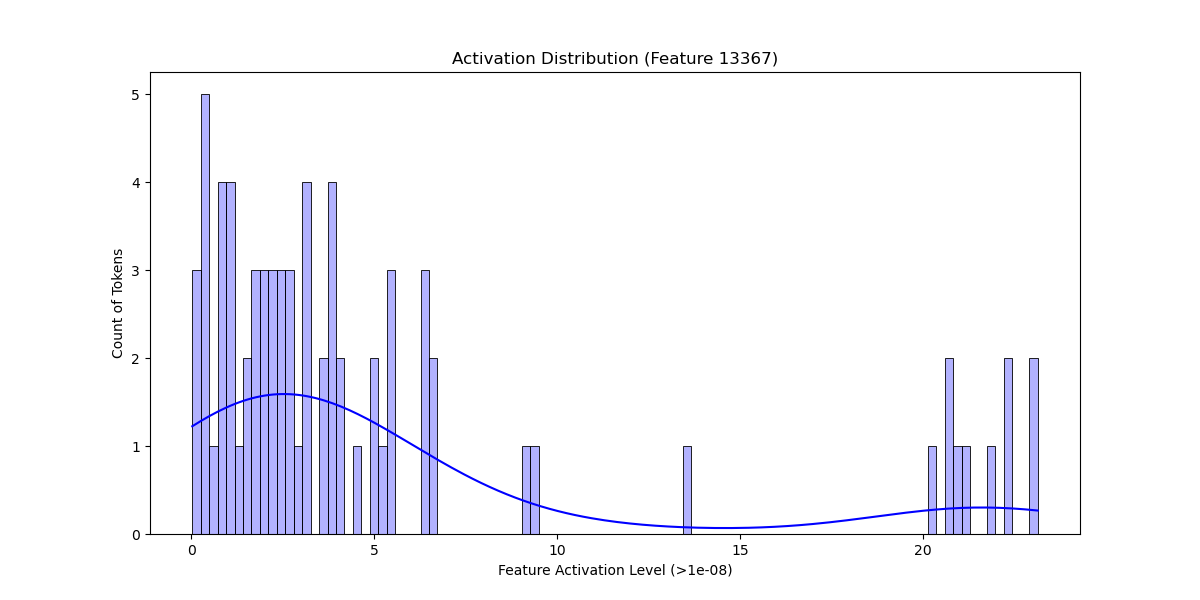 Activation Distribution (Feature 13367)
Count of Tokens
5
4
3
2
1
0
0 5 10 15 20
Feature Activation Level (>1e-08)